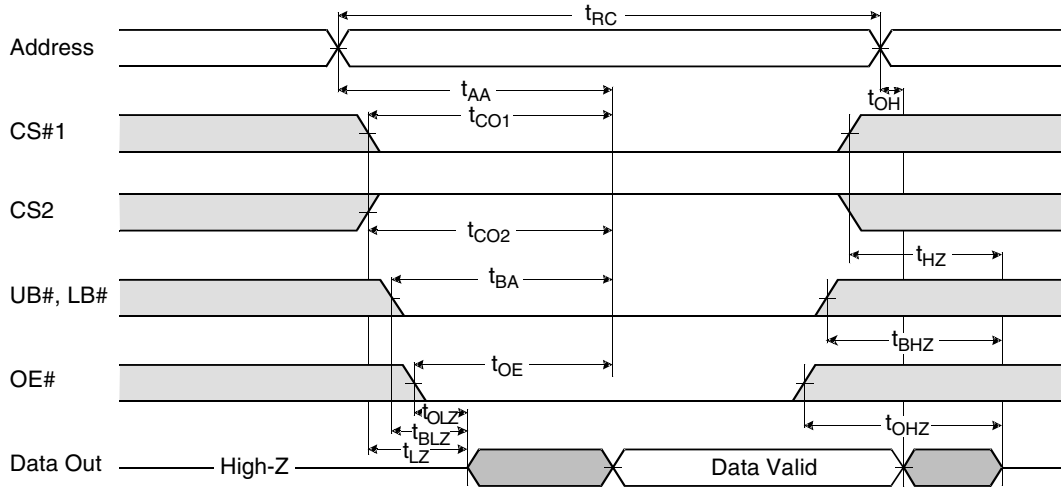 tRC
Address
tAA
tOH
tCO1
CS#1
CS2
tCO2
tHZ
tBA
UB#, LB#
tBHZ
tOE
OE#
tOLZ
tOHZ
tBLZ
tLZ
Data Out
High-Z
Data Valid